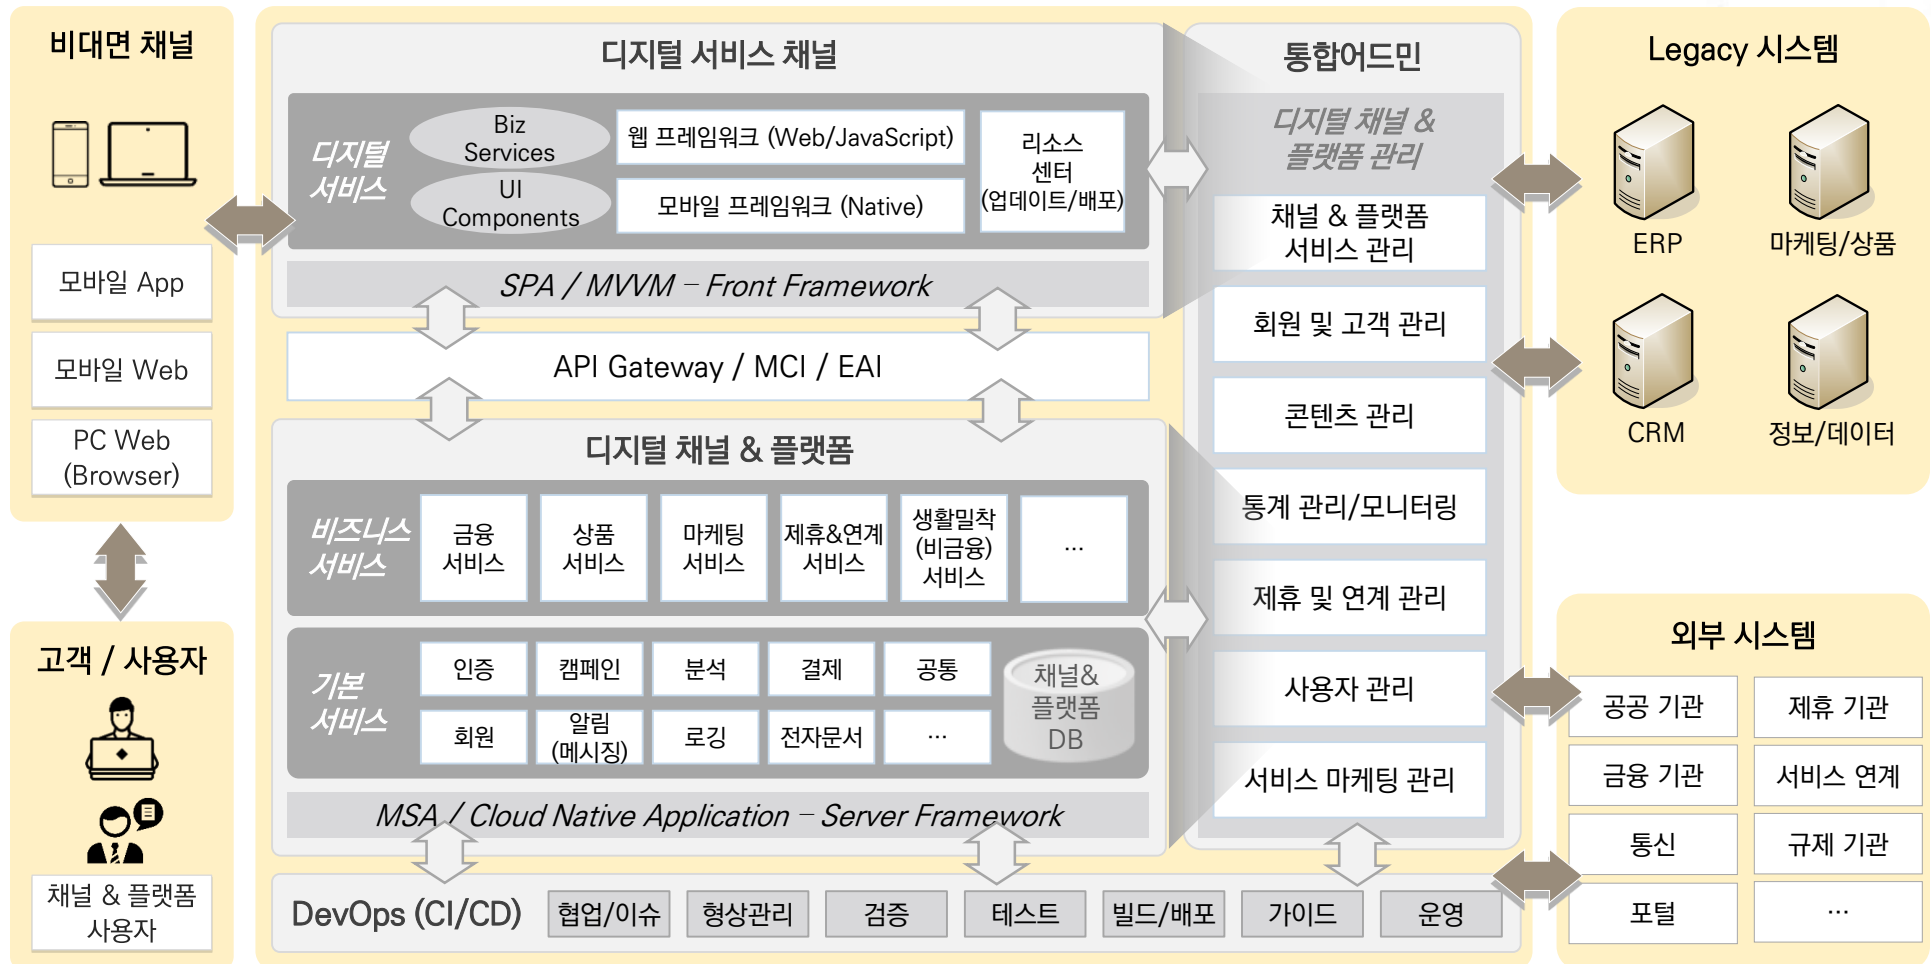 비대면 채널
모바일 App
모바일 Web
PC Web
(Browser)
고객 / 사용자
채널 & 플랫폼
사용자
디지털 서비스 채널
디지털
서비스
Biz
Services
UI
Components
웹 프레임워크 (Web/JavaScript)
모바일 프레임워크 (Native)
리소스
센터
(업데이트/배포)
SPA / MVVM – Front Framework
API Gateway / MCI / EAI
디지털 채널 & 플랫폼
비즈니스
서비스
금융
서비스
상품
서비스
마케팅
서비스
제휴&연계
서비스
생활밀착
(비금융)
서비스
...
기본
서비스
인증
캠페인
분석
결제
공통
회원
알림
(메시징)
로깅
전자문서
...
채널&
플랫폼
DB
MSA / Cloud Native Application – Server Framework
통합어드민
디지털 채널 &
플랫폼 관리
채널 & 플랫폼
서비스 관리
회원 및 고객 관리
콘텐츠 관리
통계 관리/모니터링
제휴 및 연계 관리
사용자 관리
서비스 마케팅 관리
DevOps (CI/CD)
협업/이슈
형상관리
검증
테스트
빌드/배포
가이드
운영
Legacy 시스템
ERP
마케팅/상품
CRM
정보/데이터
외부 시스템
공공 기관
제휴 기관
금융 기관
서비스 연계
통신
규제 기관
포털
...